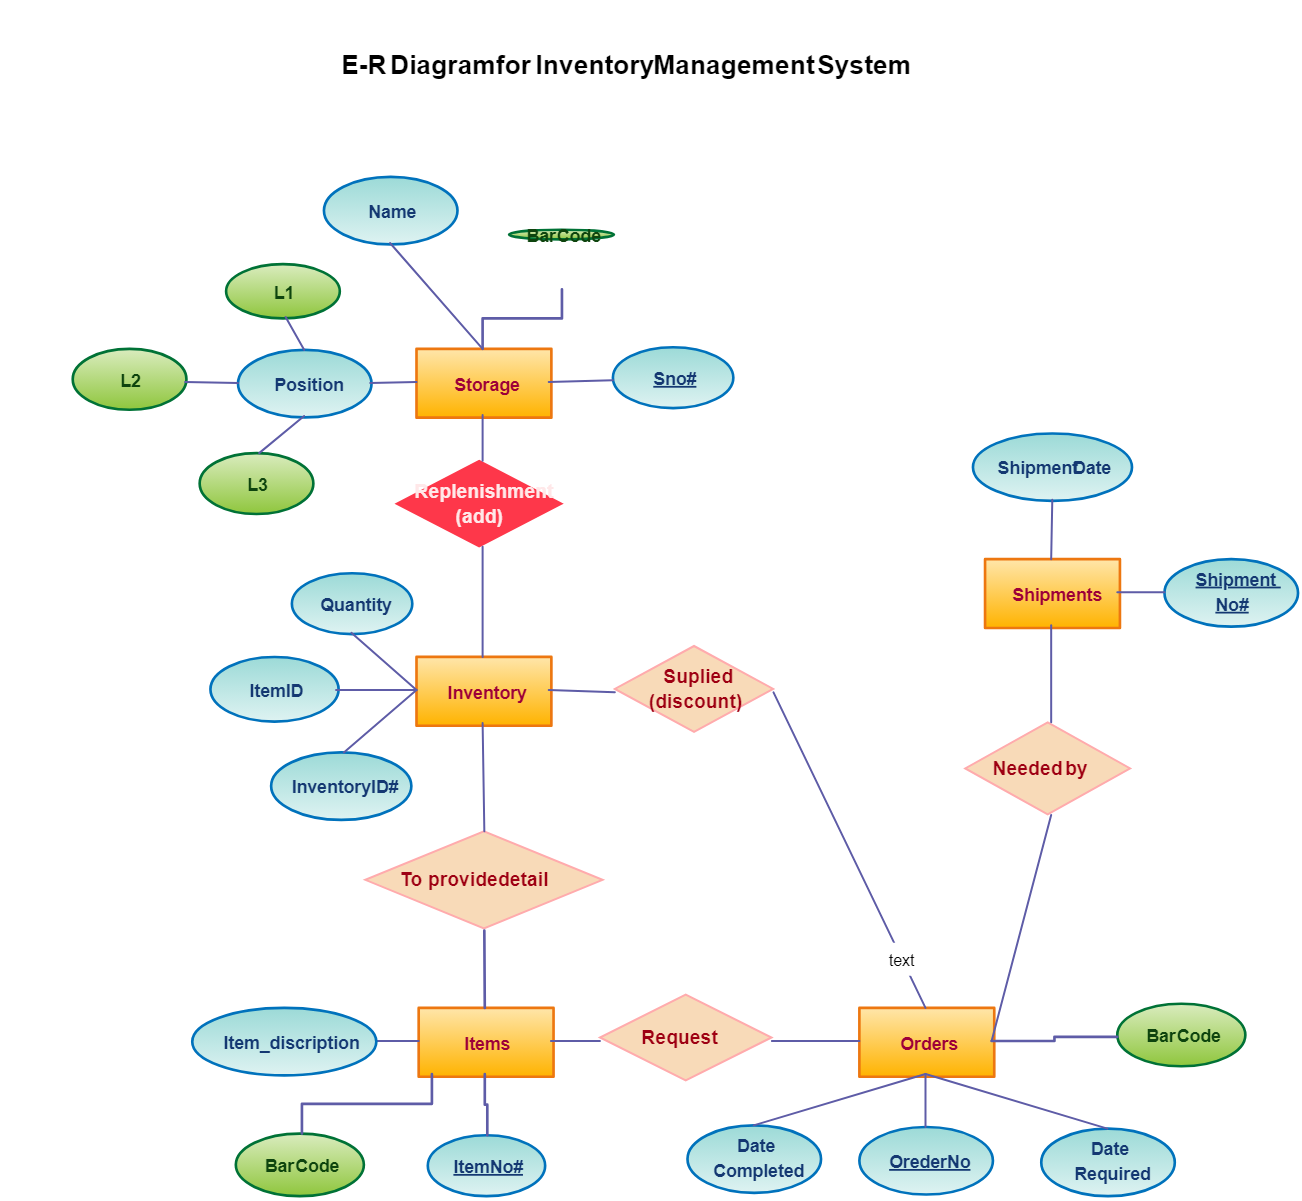 E-R Diagramfor InventoryManagementSystem
Name
BarCode
L1
L2
Position
Storage
Sno#
L3
ShipmentDate
Replenishment
(add)
Shipments
Shipment
No#
Quantity
Suplied
(discount)
ItemID
Inventory
InventoryID#
Needed by
To providedetail
text
Item_discription
Items
Request
Orders
BarCode
BarCode
ItemNo#
Date
Completed
OrederNo
Date
Required